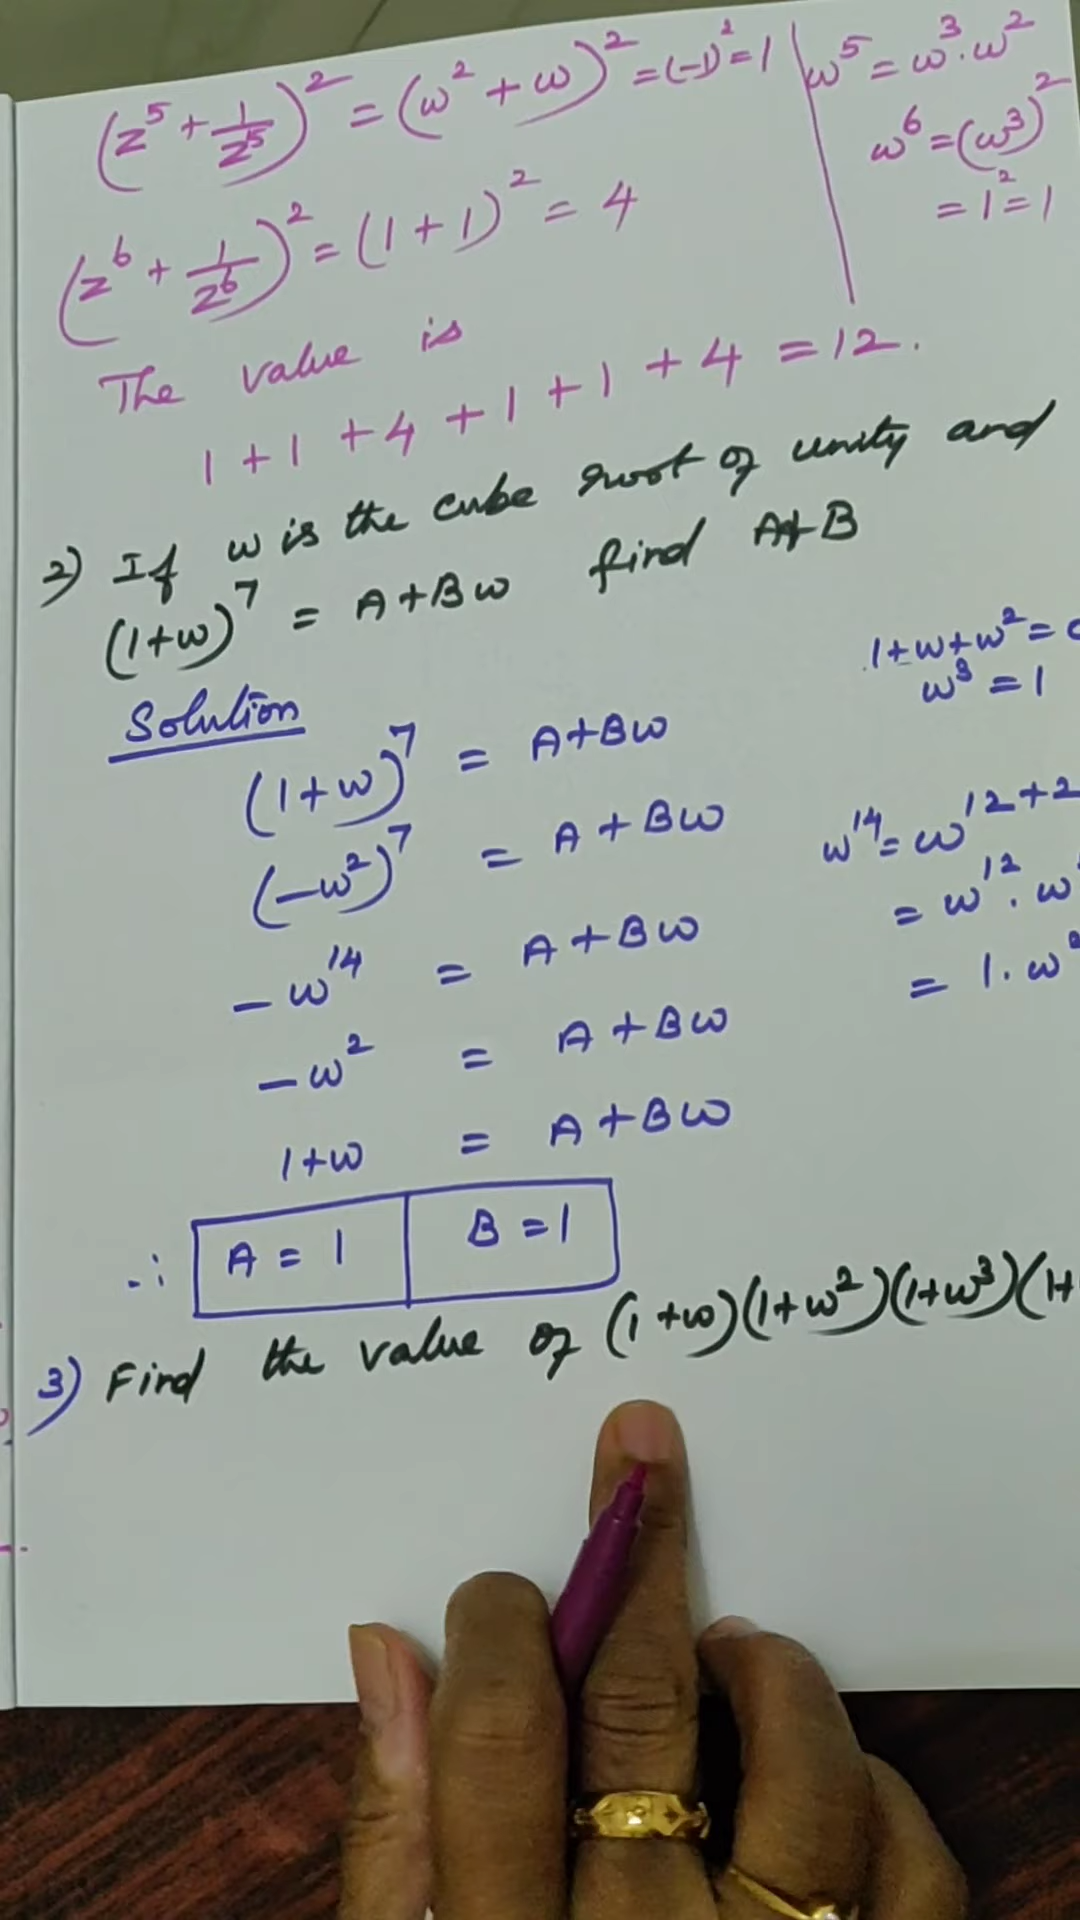 (z⁵ + 1/z⁵)² = (ω² + ω)² = (-1)² = 1
ω⁵ = ω³ . ω²
ω⁶ = (ω³)²
= 1² = 1
(z⁶ + 1/z⁶)² = (1 + 1)² = 4
The value is
1 + 1 + 4 + 1 + 1 + 4 = 12.
2) If ω is the cube root of unity and
(1+ω)⁷ = A+Bω find A+B
1+ω+ω² = 0
ω³ = 1
Solution
(1+ω)⁷ = A+Bω
(-ω²)⁷ = A + Bω
ω¹⁴ = ω¹²⁺²
= ω¹² . ω
= 1 . ω²
-ω¹⁴ = A + Bω
-ω² = A + Bω
1+ω = A + Bω
∴ A = 1 B = 1
3) Find the value of (1+ω)(1+ω²)(1+ω³)(1+